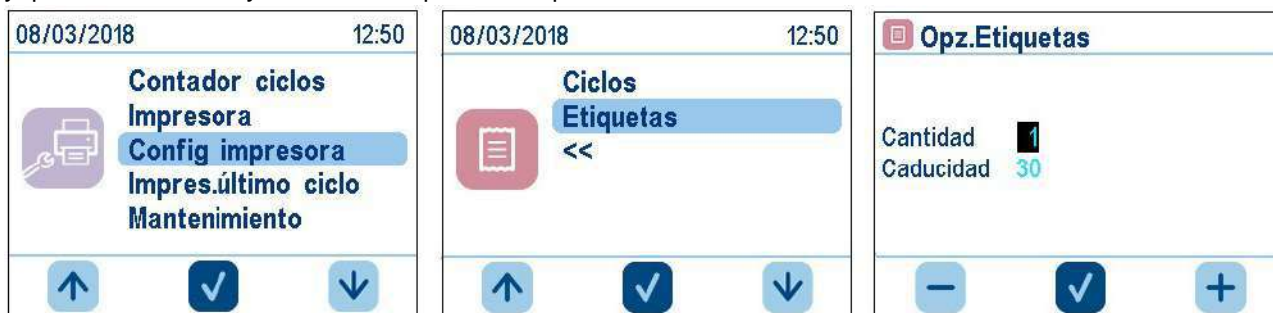 08/03/2018 12:50
Contador ciclos
Impresora
Config impresora
Impres.último ciclo
Mantenimiento
08/03/2018 12:50
Ciclos
Etiquetas
<<
Opz.Etiquetas
Cantidad 1
Caducidad 30